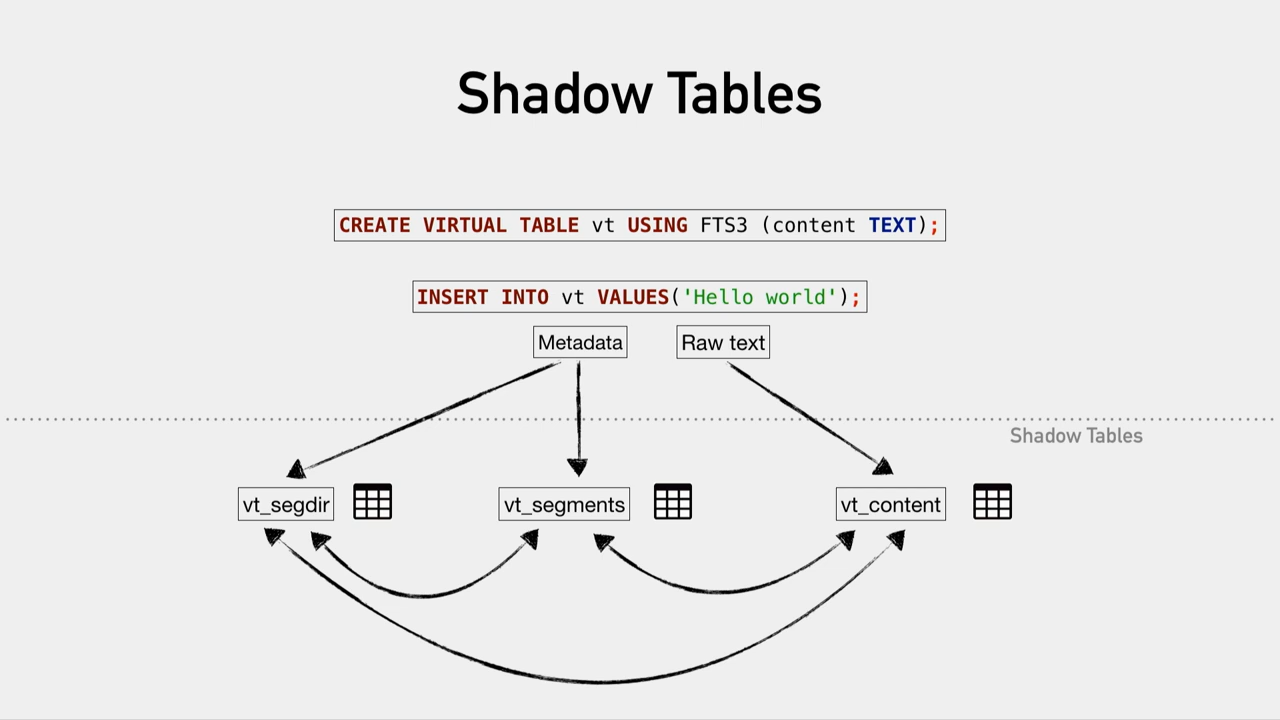 Shadow Tables
CREATE VIRTUAL TABLE vt USING FTS3 (content TEXT);
INSERT INTO vt VALUES('Hello world');
Metadata
Raw text
Shadow Tables
vt_segdir
vt_segments
vt_content